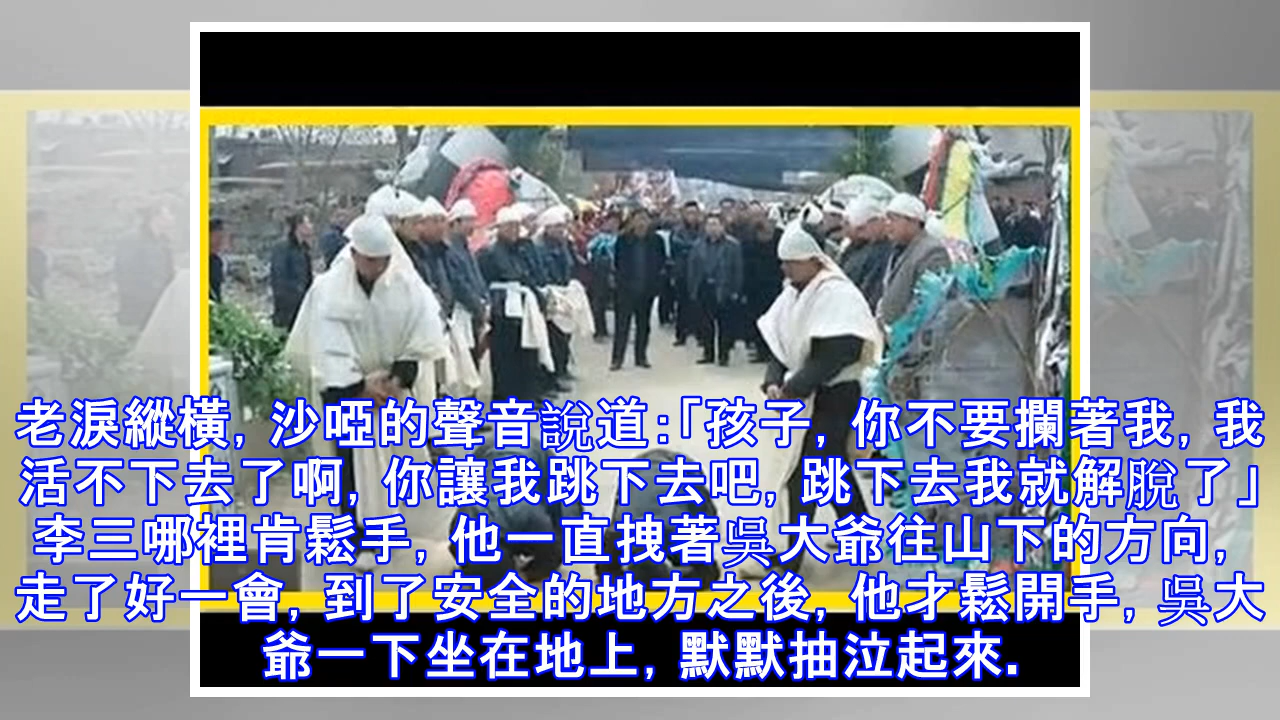 老淚縱橫, 沙啞的聲音說道:「孩子, 你不要攔著我, 我
活不下去了啊, 你讓我跳下去吧, 跳下去我就解脫了」
李三哪裡肯鬆手, 他一直拽著吳大爺往山下的方向,
走了好一會, 到了安全的地方之後, 他才鬆開手, 吳大
爺一下坐在地上, 默默抽泣起來.